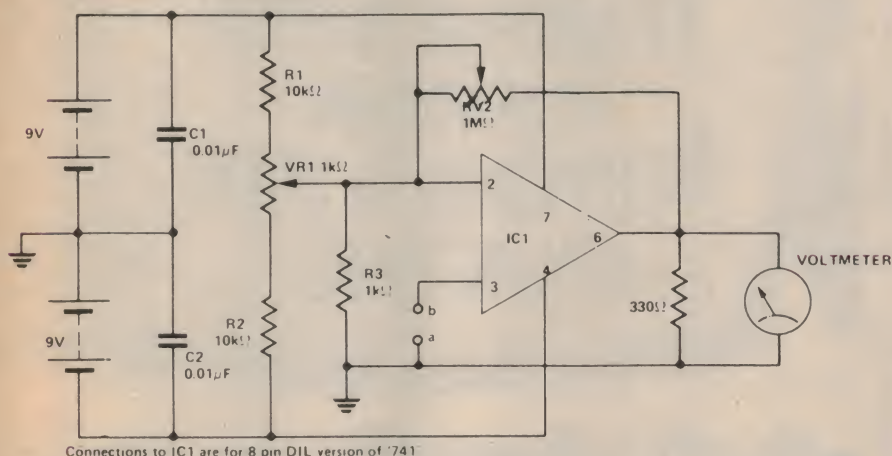 R1
10kΩ
RV2
1MΩ
9V
C1
0.01μF
VR1 1kΩ
2
7
IC1
6
VOLTMETER
R3
1kΩ
3
4
b
a
330Ω
R2
10kΩ
9V
C2
0.01μF
Connections to IC1 are for 8 pin DIL version of '741